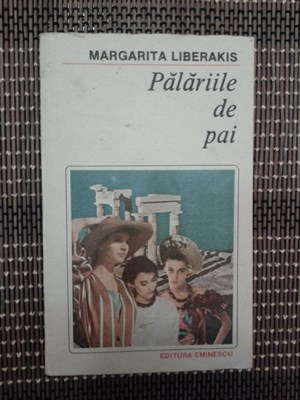 MARGARITA LIBERAKIS
Pălăriile
de
pai
EDITURA EMINESCU